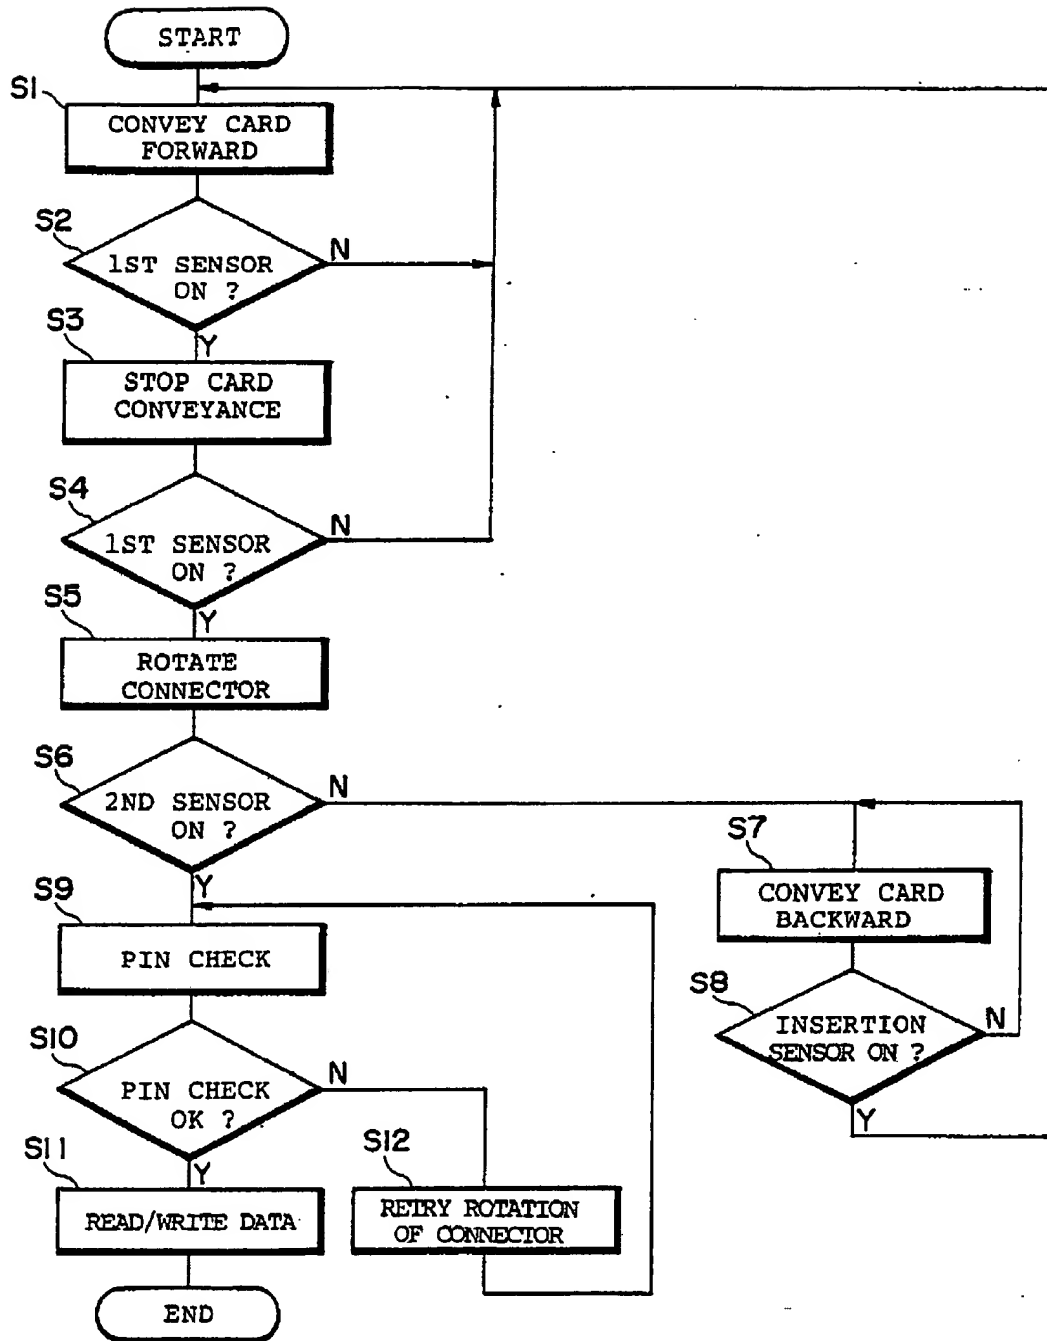 START
S1
CONVEY CARD
FORWARD
S2
1ST SENSOR
ON ?
N
Y
S3
STOP CARD
CONVEYANCE
S4
1ST SENSOR
ON ?
N
Y
S5
ROTATE
CONNECTOR
S6
2ND SENSOR
ON ?
N
Y
S7
CONVEY CARD
BACKWARD
S8
INSERTION
SENSOR ON ?
N
Y
S9
PIN CHECK
S10
PIN CHECK
OK ?
N
Y
S11
READ/WRITE DATA
S12
RETRY ROTATION
OF CONNECTOR
END